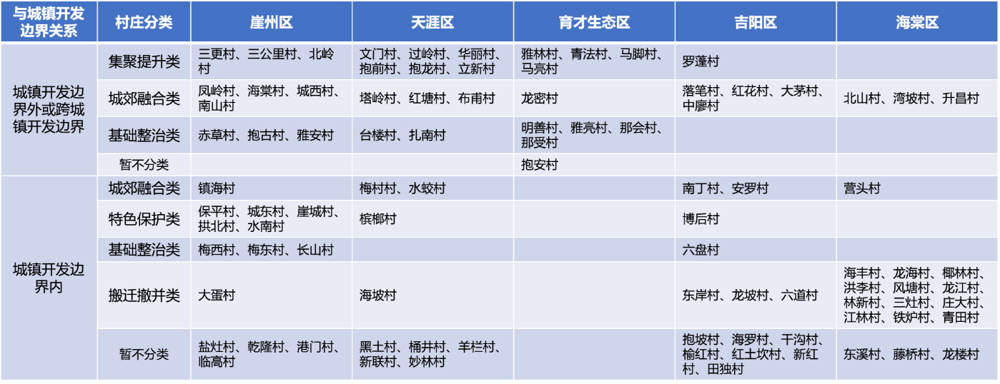 与城镇开发
边界关系
村庄分类
崖州区
天涯区
育才生态区
吉阳区
海棠区
城镇开发边
界外或跨城
镇开发边界
集聚提升类
三更村、三公里村、北岭
村
文门村、过岭村、华丽村、
抱前村、抱龙村、立新村
雅林村、青法村、马脚村、
马亮村
罗蓬村
城郊融合类
凤岭村、海棠村、城西村、
南山村
塔岭村、红塘村、布甫村
龙密村
落笔村、红花村、大茅村、
中廖村
北山村、湾坡村、升昌村
基础整治类
赤草村、抱古村、雅安村
台楼村、扎南村
明善村、雅亮村、那会村、
那受村
暂不分类
抱安村
城镇开发边
界内
城郊融合类
镇海村
梅村村、水蛟村
南丁村、安罗村
营头村
特色保护类
保平村、城东村、崖城村、
拱北村、水南村
槟榔村
博后村
基础整治类
梅西村、梅东村、长山村
六盘村
搬迁撤并类
大蛋村
海坡村
东岸村、龙坡村、六道村
海丰村、龙海村、椰林村、
洪李村、风塘村、龙江村、
林新村、三灶村、庄大村、
江林村、铁炉村、青田村
暂不分类
盐灶村、乾隆村、港门村、
临高村
黑土村、桶井村、羊栏村、
新联村、妙林村
抱坡村、海罗村、干沟村、
榆红村、红土坎村、新红
村、田独村
东溪村、藤桥村、龙楼村